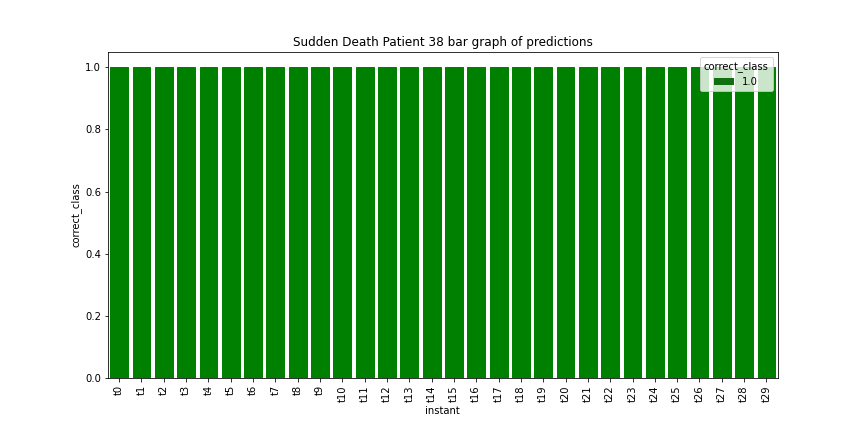 Sudden Death Patient 38 bar graph of predictions
correct_class
1.0
1.0
0.8
0.6
0.4
0.2
0.0
correct_class
t0 t1 t2 t3 t4 t5 t6 t7 t8 t9 t10 t11 t12 t13 t14 t15 t16 t17 t18 t19 t20 t21 t22 t23 t24 t25 t26 t27 t28 t29
instant